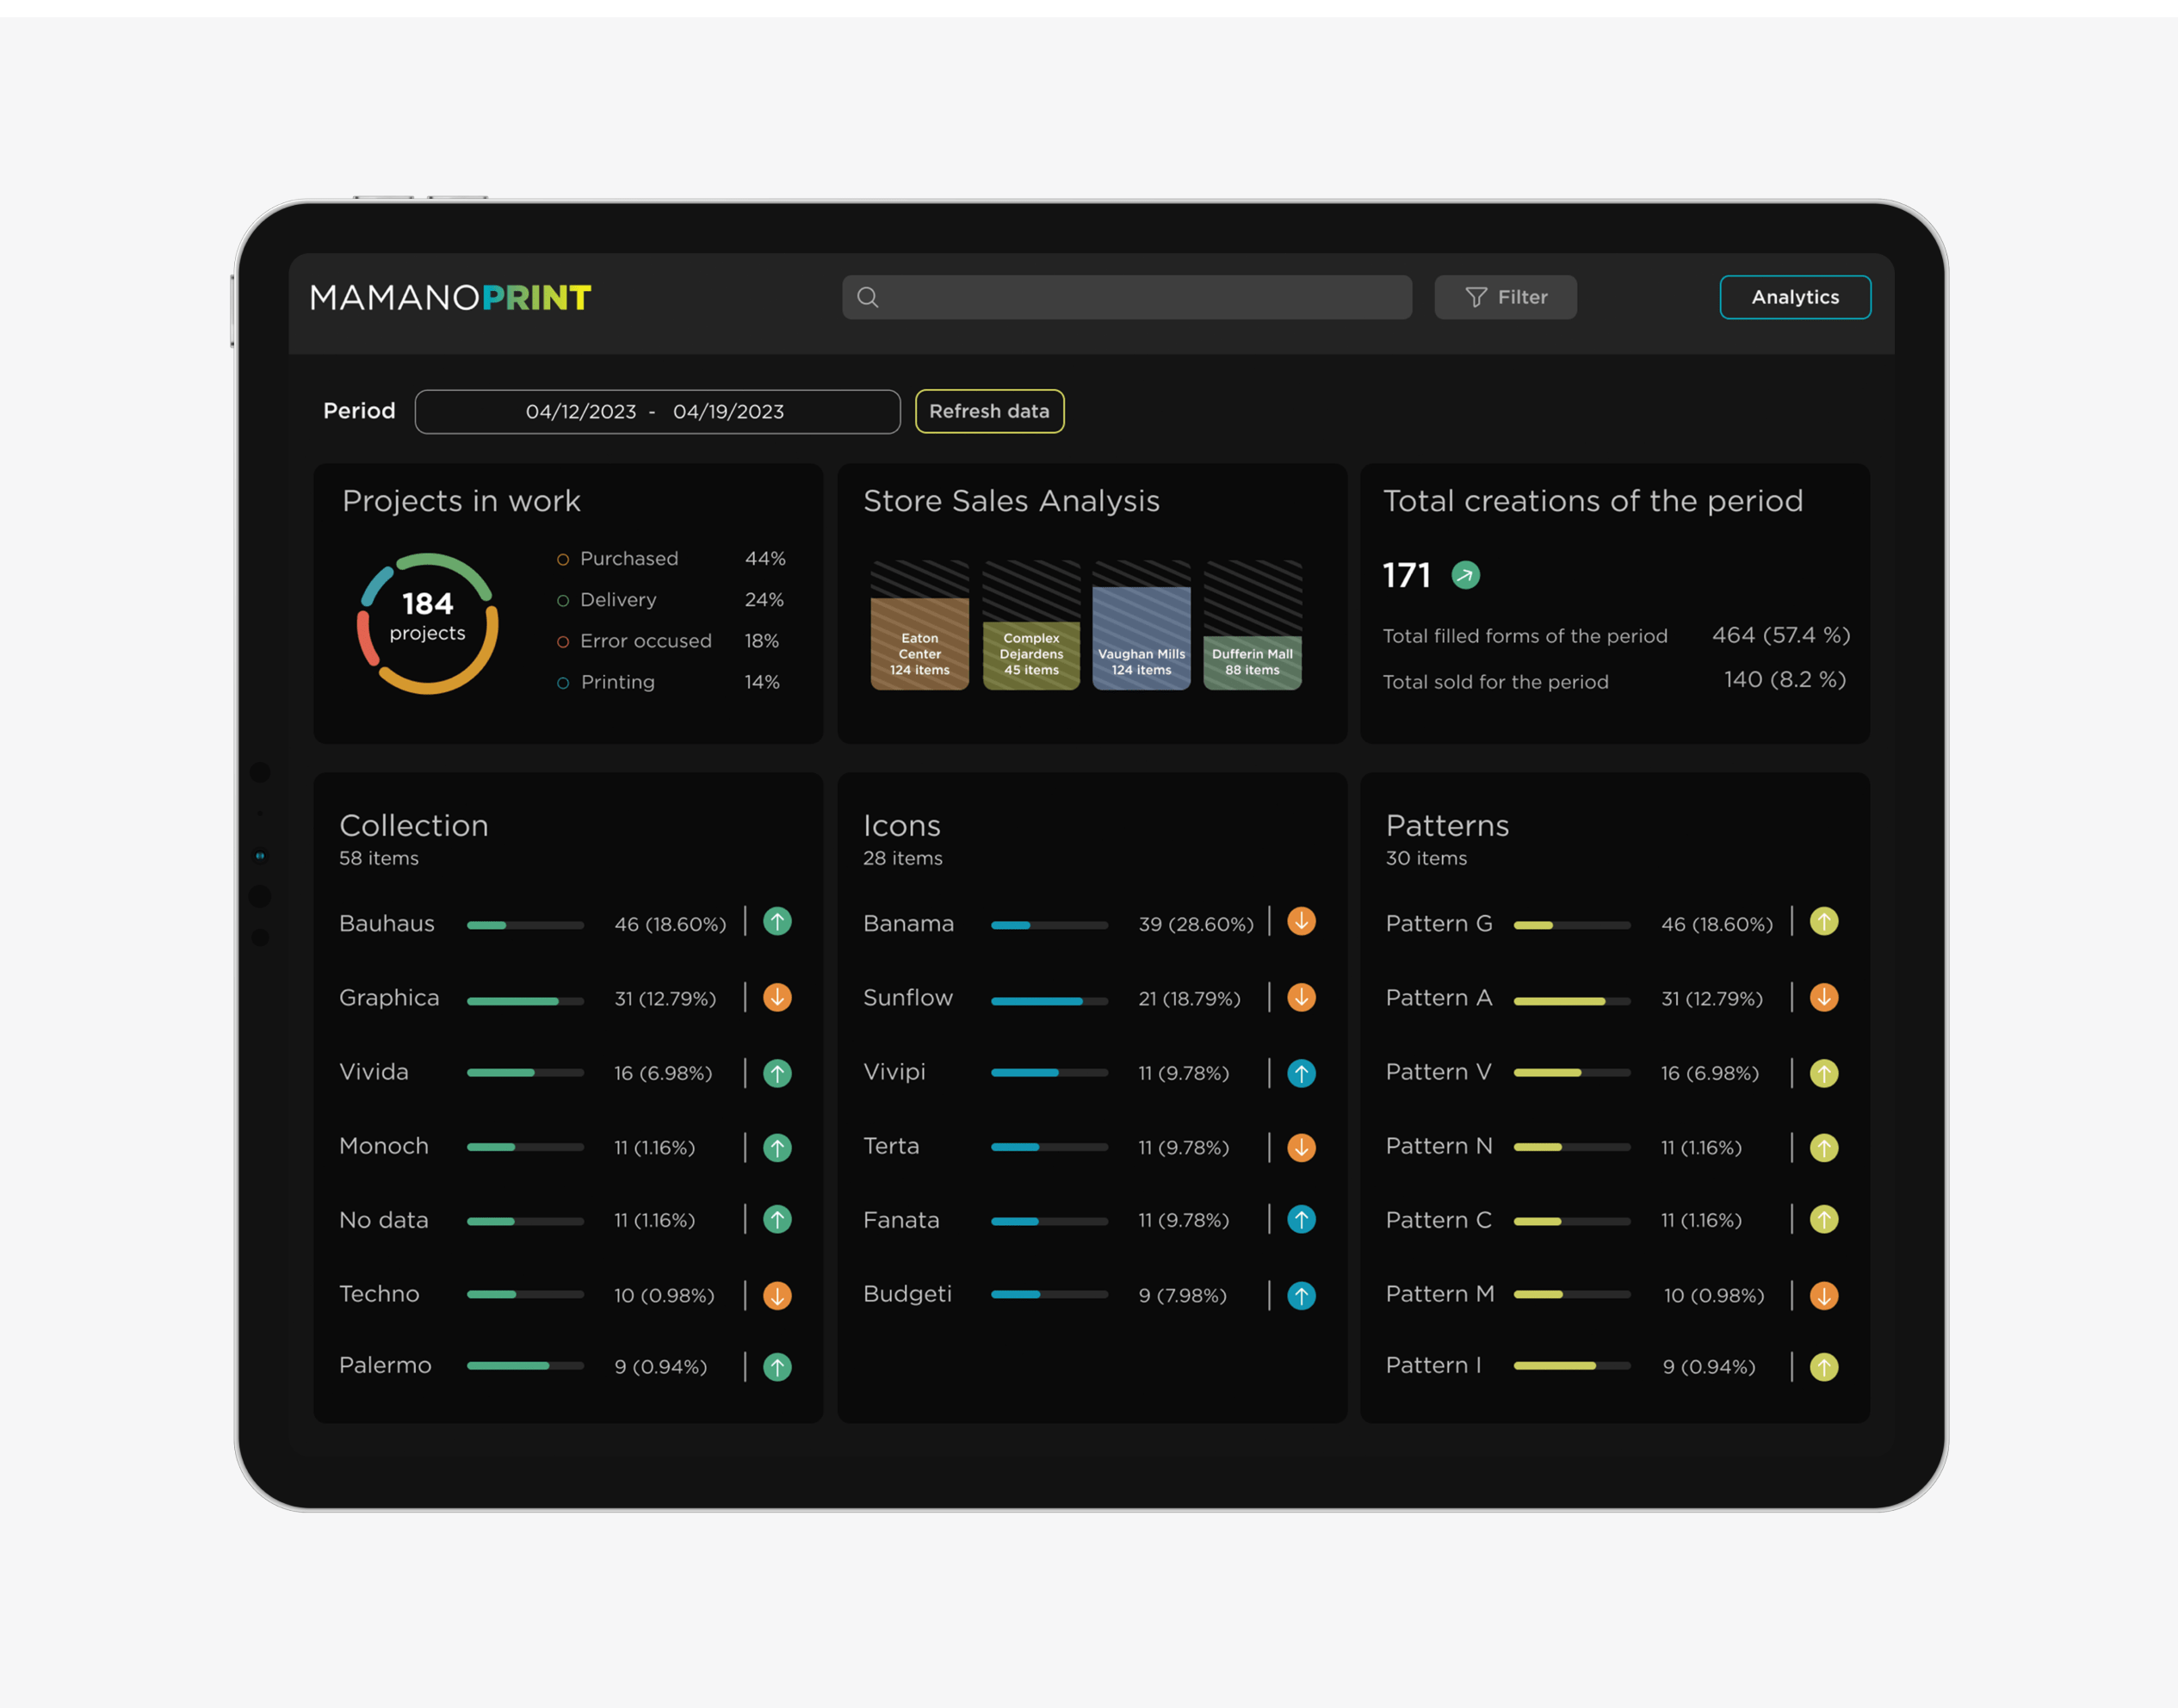 MAMANOPRINT
Filter
Analytics
Period
04/12/2023 - 04/19/2023
Refresh data
Projects in work
184
projects
Purchased 44%
Delivery 24%
Error occused 18%
Printing 14%
Store Sales Analysis
Eaton
Center
124 items
Complex
Dejardens
45 items
Vaughan Mills
124 items
Dufferin Mall
88 items
Total creations of the period
171
Total filled forms of the period 464 (57.4 %)
Total sold for the period 140 (8.2 %)
Collection
58 items
Bauhaus 46 (18.60%)
Graphica 31 (12.79%)
Vivida 16 (6.98%)
Monoch 11 (1.16%)
No data 11 (1.16%)
Techno 10 (0.98%)
Palermo 9 (0.94%)
Icons
28 items
Banama 39 (28.60%)
Sunflow 21 (18.79%)
Vivipi 11 (9.78%)
Terta 11 (9.78%)
Fanata 11 (9.78%)
Budgeti 9 (7.98%)
Patterns
30 items
Pattern G 46 (18.60%)
Pattern A 31 (12.79%)
Pattern V 16 (6.98%)
Pattern N 11 (1.16%)
Pattern C 11 (1.16%)
Pattern M 10 (0.98%)
Pattern I 9 (0.94%)